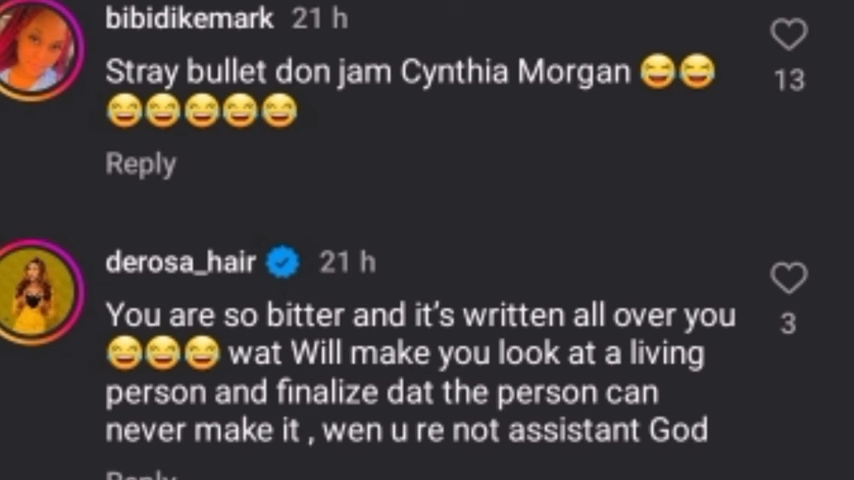 bibidikemark 21 h
Stray bullet don jam Cynthia Morgan 😂😂
😂😂😂😂😂
13
Reply
derosa_hair 21 h
You are so bitter and it's written all over you
😂😂😂 wat Will make you look at a living
person and finalize dat the person can
never make it , wen u re not assistant God
3
Reply